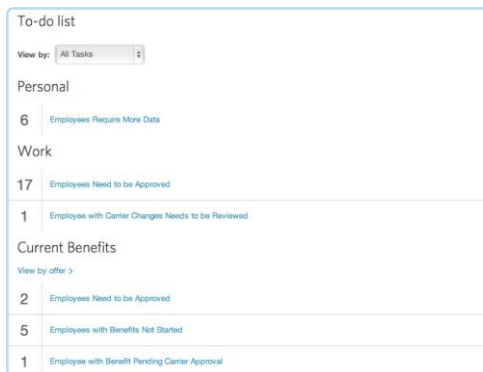 To-do list
View by: All Tasks
Personal
6 Employees Require More Data
Work
17 Employees Need to be Approved
1 Employee with Carrier Changes Needs to be Reviewed
Current Benefits
View by offer >
2 Employees Need to be Approved
5 Employees with Benefits Not Started
1 Employee with Benefit Pending Carrier Approval